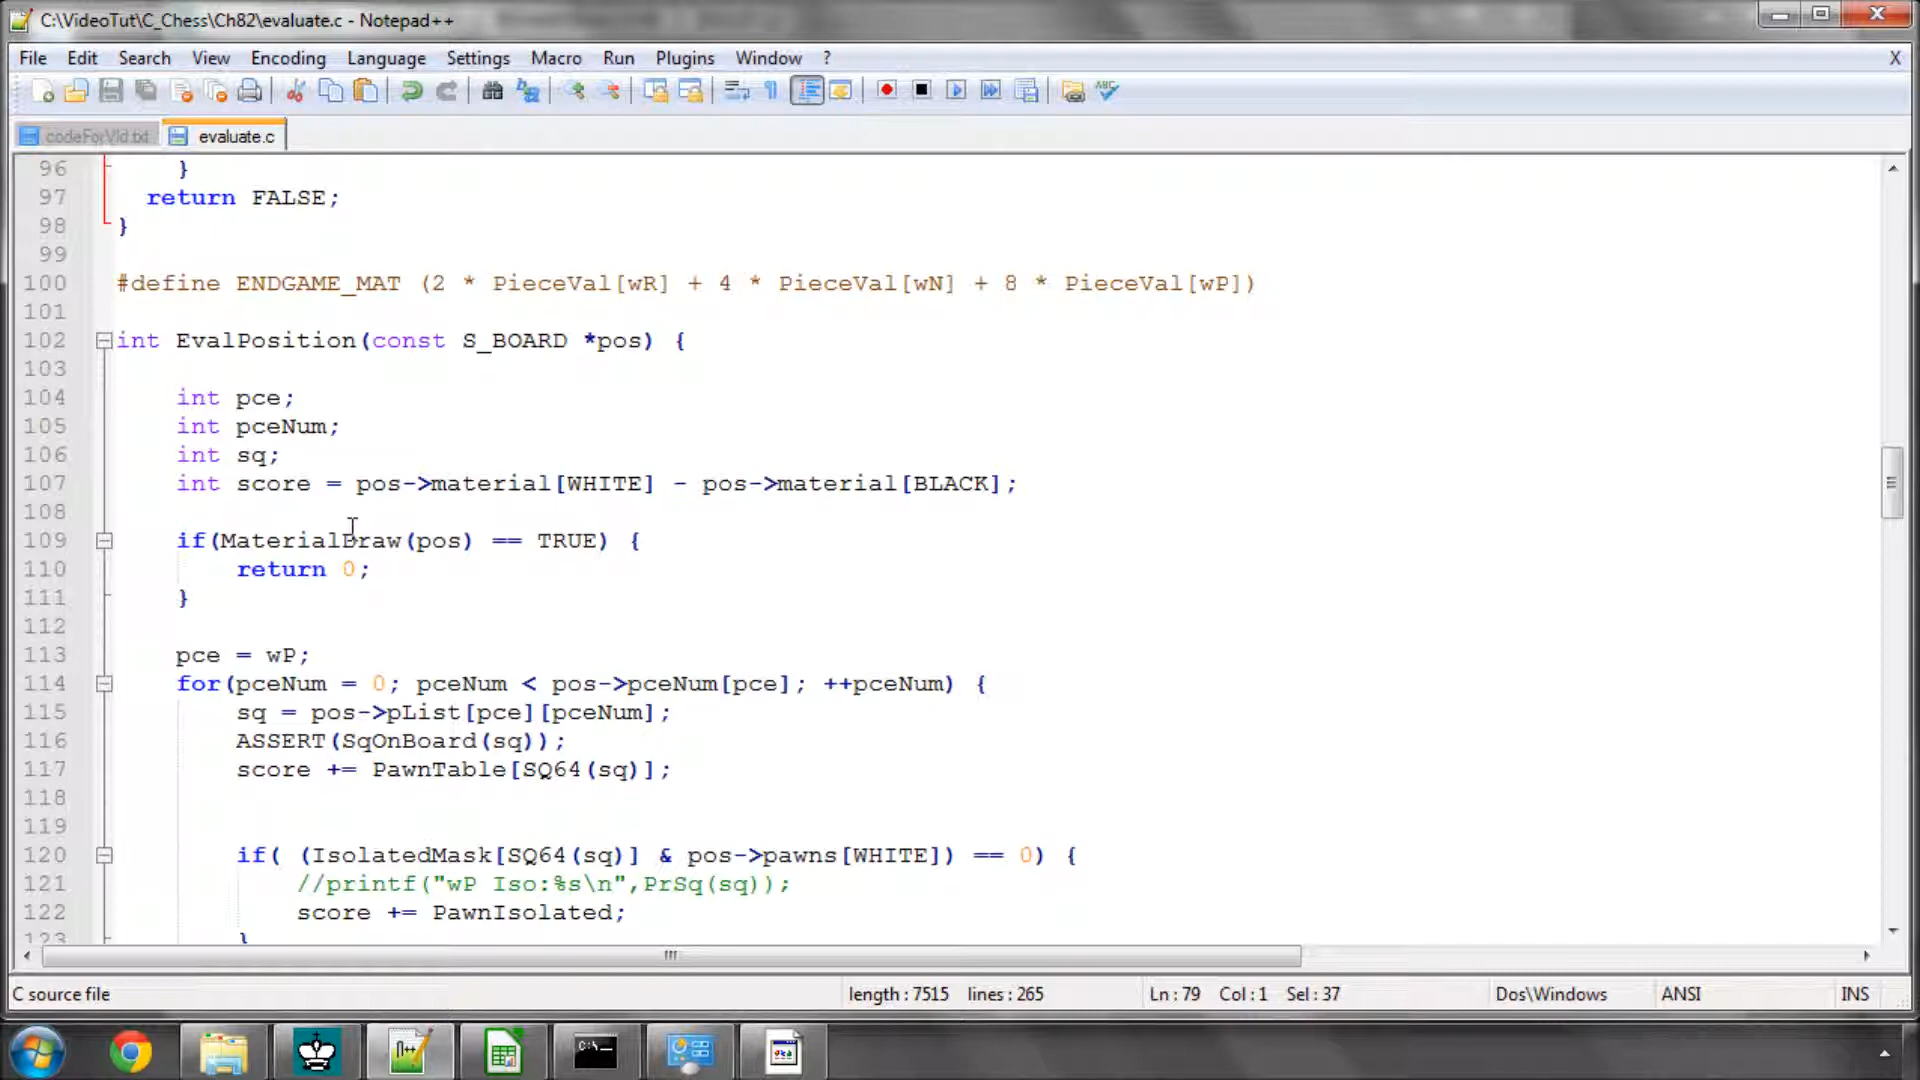 C:\VideoTut\C_Chess\Ch82\evaluate.c - Notepad++
File Edit Search View Encoding Language Settings Macro Run Plugins Window ? X
codeForVid.txt evaluate.c
96 }
97 return FALSE;
98 }
99
100 #define ENDGAME_MAT (2 * PieceVal[wR] + 4 * PieceVal[wN] + 8 * PieceVal[wP])
101
102 int EvalPosition(const S_BOARD *pos) {
103
104 int pce;
105 int pceNum;
106 int sq;
107 int score = pos->material[WHITE] - pos->material[BLACK];
108
109 if(MaterialDraw(pos) == TRUE) {
110 return 0;
111 }
112
113 pce = wP;
114 for(pceNum = 0; pceNum < pos->pceNum[pce]; ++pceNum) {
115 sq = pos->pList[pce][pceNum];
116 ASSERT(SqOnBoard(sq));
117 score += PawnTable[SQ64(sq)];
118
119
120 if( (IsolatedMask[SQ64(sq)] & pos->pawns[WHITE]) == 0) {
121 //printf("wP Iso:%s\n",PrSq(sq));
122 score += PawnIsolated;
123 }
C source file length : 7515 lines : 265 Ln : 79 Col : 1 Sel : 37 Dos\Windows ANSI INS